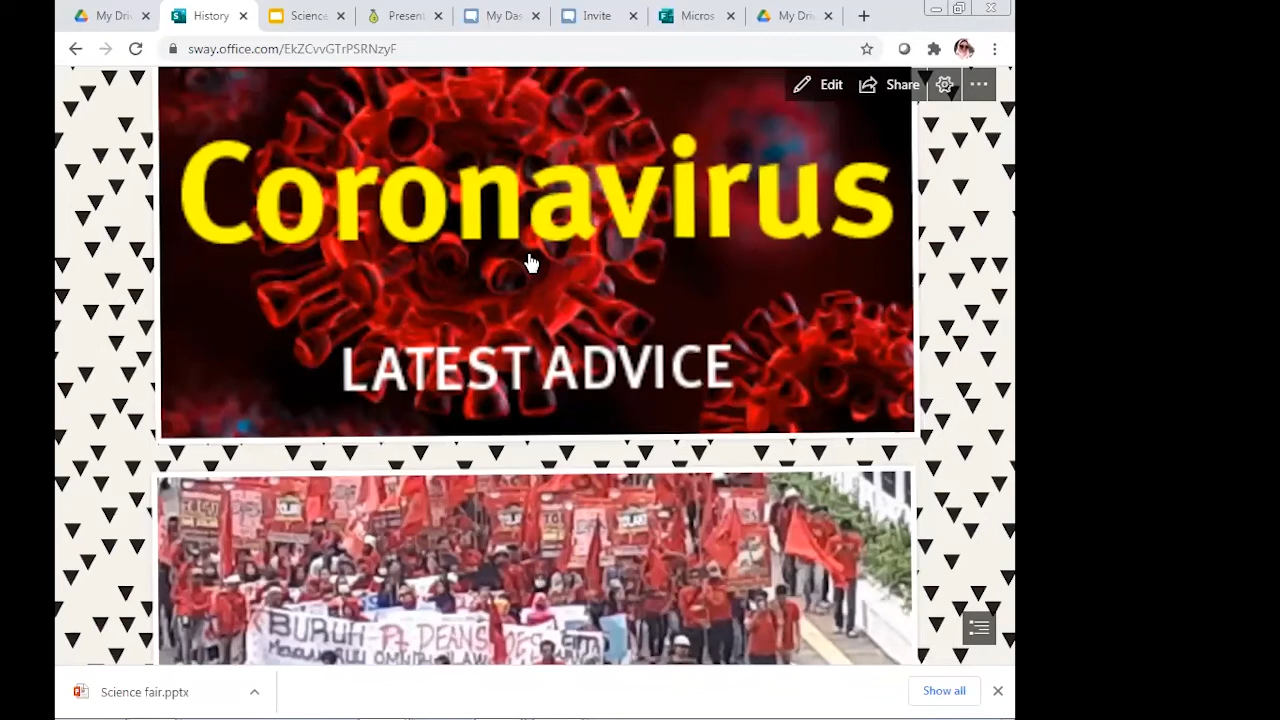 My Dri
History
Science
Present
My Das
Invite
Micros
My Dri
sway.office.com/EkZCvvGTrPSRNzyF
Edit
Share
Coronavirus
LATEST ADVICE
BURUH
Science fair.pptx
Show all